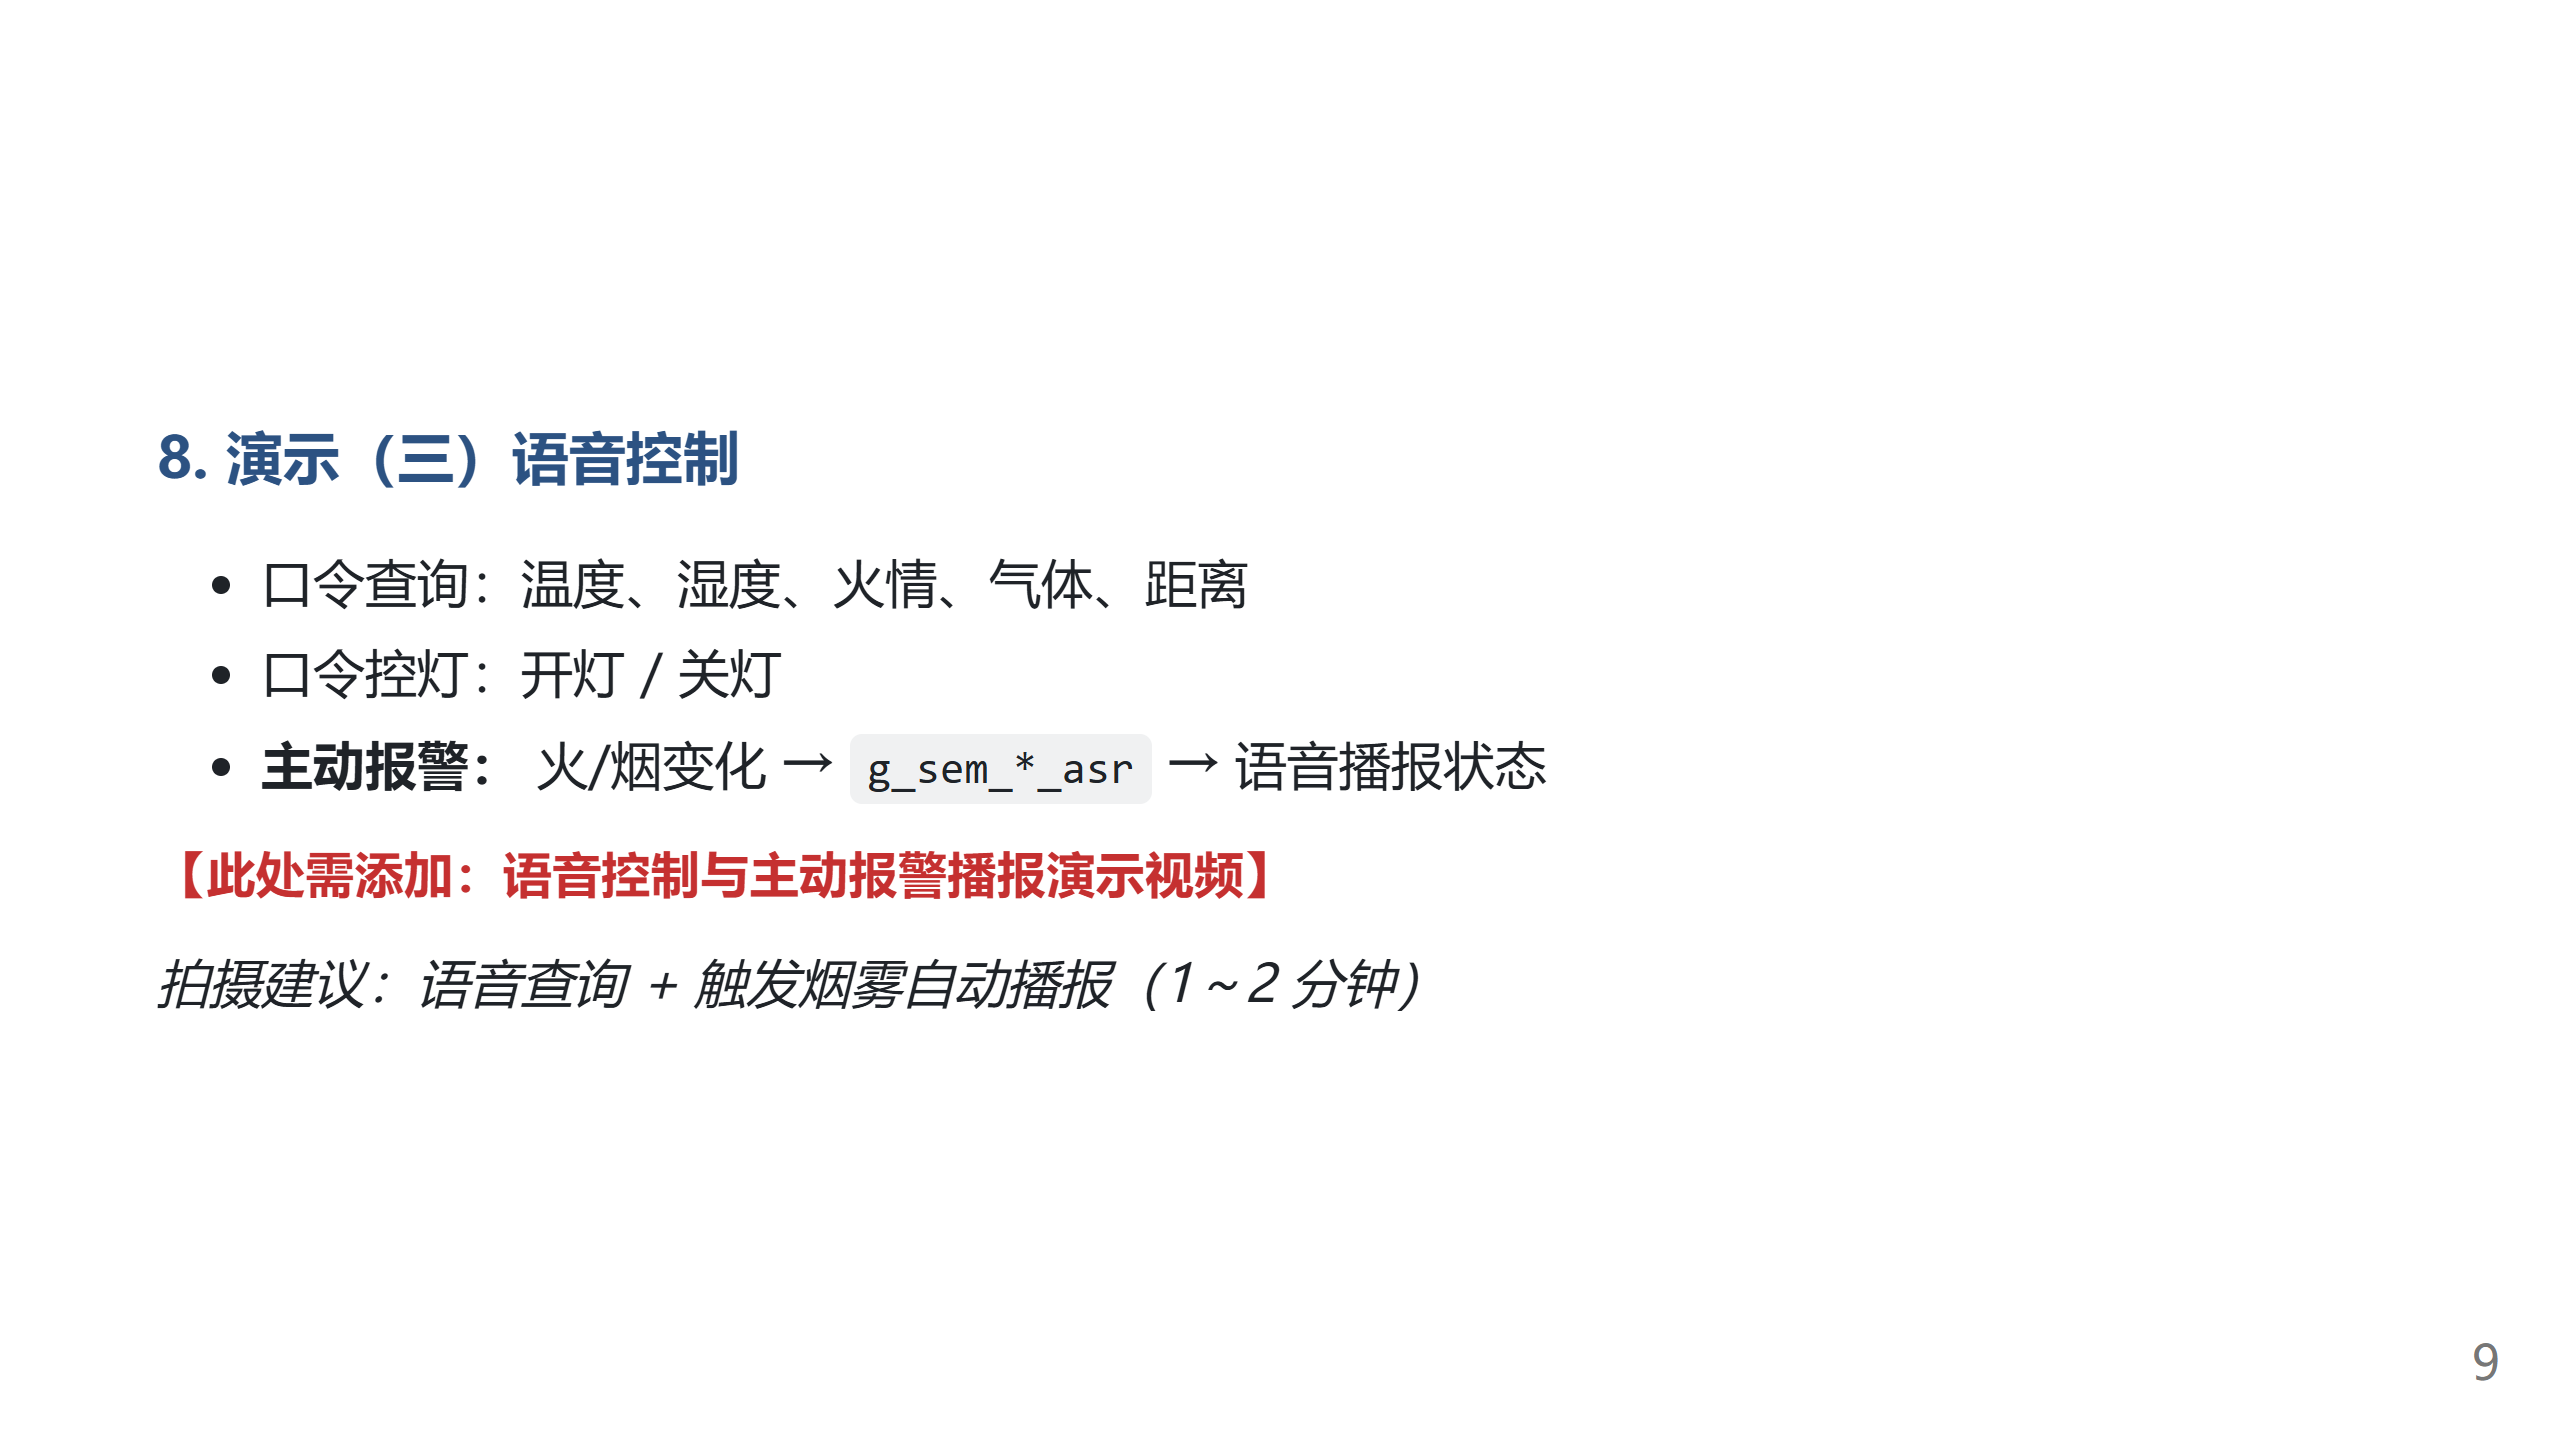 8. 演示（三）语音控制
• 口令查询：温度、湿度、火情、气体、距离
• 口令控灯：开灯 / 关灯
• 主动报警： 火/烟变化 → g_sem_*_asr → 语音播报状态
【此处需添加：语音控制与主动报警播报演示视频】
拍摄建议：语音查询 + 触发烟雾自动播报（1～2 分钟）
9